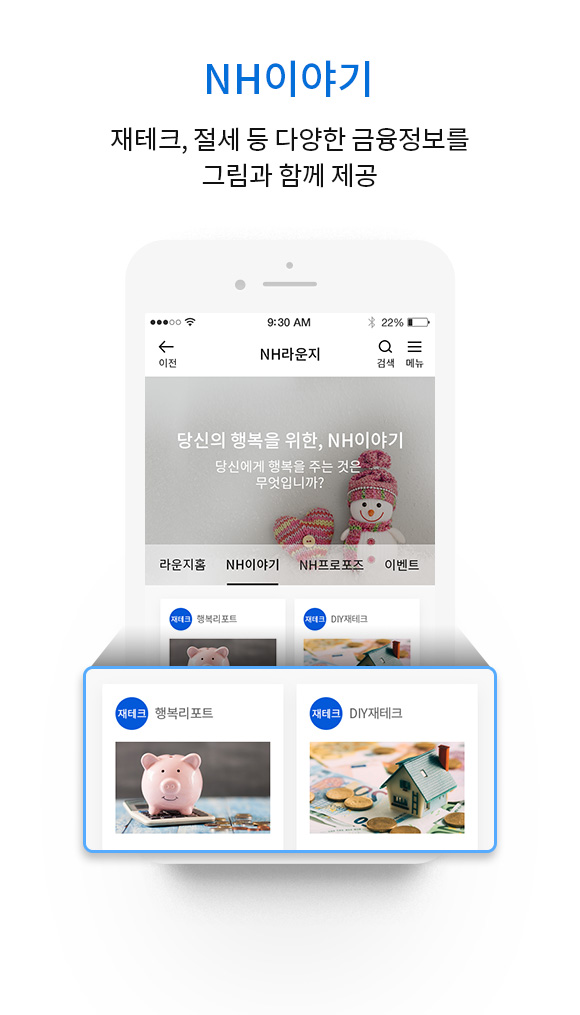 NH이야기
재테크, 절세 등 다양한 금융정보를
그림과 함께 제공
9:30 AM
22%
이전
NH라운지
검색
메뉴
당신의 행복을 위한, NH이야기
당신에게 행복을 주는 것은
무엇입니까?
라운지홈
NH이야기
NH프로포즈
이벤트
재테크 행복리포트
재테크 DIY재테크
재테크 행복리포트
재테크 DIY재테크